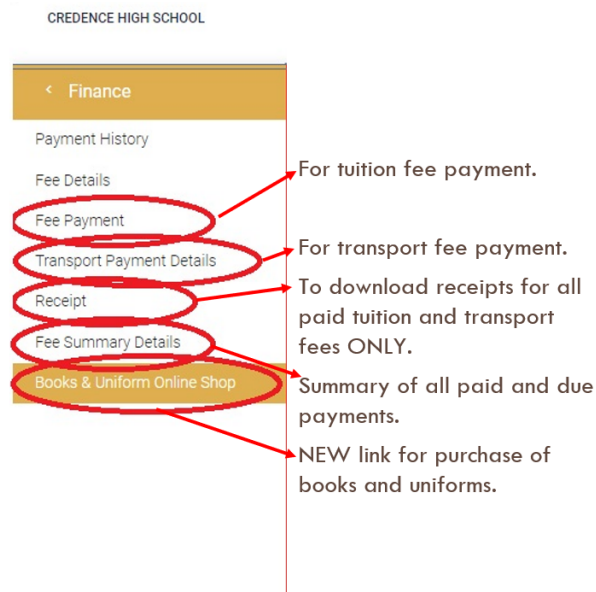 CREDENCE HIGH SCHOOL
< Finance
Payment History
Fee Details
Fee Payment
Transport Payment Details
Receipt
Fee Summary Details
Books & Uniform Online Shop
For tuition fee payment.
For transport fee payment.
To download receipts for all
paid tuition and transport
fees ONLY.
Summary of all paid and due
payments.
NEW link for purchase of
books and uniforms.